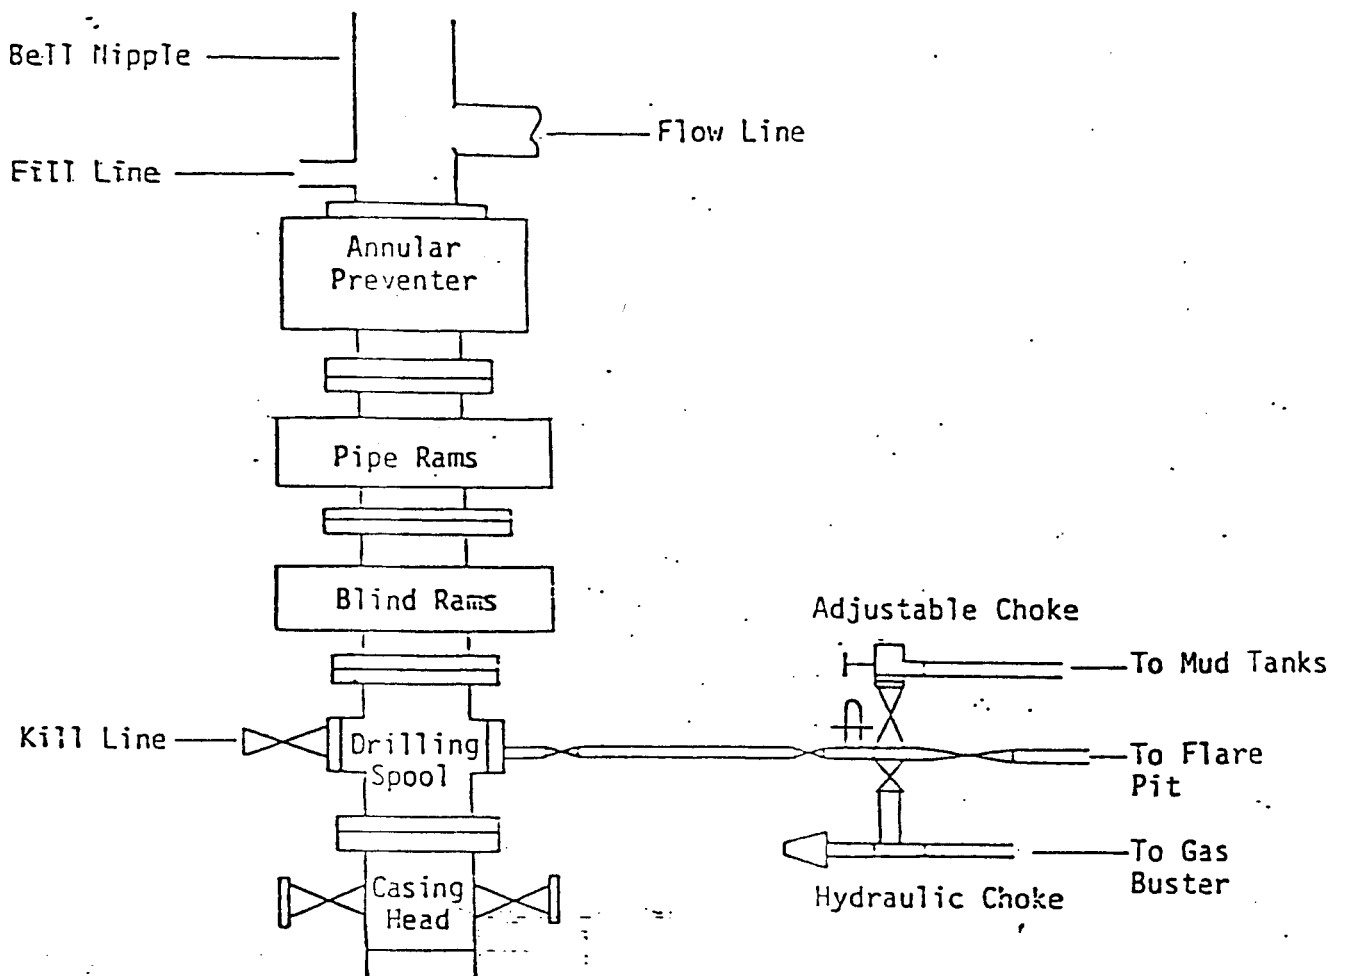 Bell Nipple
Flow Line
Fill Line
Annular
Preventer
Pipe Rams
Blind Rams
Adjustable Choke
To Mud Tanks
Kill Line
Drilling
Spool
To Flare
Pit
To Gas
Buster
Hydraulic Choke
Casing
Head